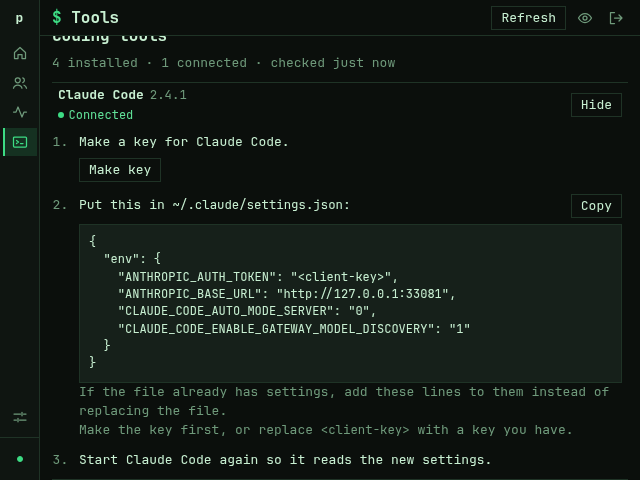 p
$ Tools
Refresh
Coding tools
4 installed · 1 connected · checked just now
Claude Code 2.4.1
Connected
Hide
1. Make a key for Claude Code.
Make key
2. Put this in ~/.claude/settings.json:
Copy
{
  "env": {
    "ANTHROPIC_AUTH_TOKEN": "<client-key>",
    "ANTHROPIC_BASE_URL": "http://127.0.0.1:33081",
    "CLAUDE_CODE_AUTO_MODE_SERVER": "0",
    "CLAUDE_CODE_ENABLE_GATEWAY_MODEL_DISCOVERY": "1"
  }
}
If the file already has settings, add these lines to them instead of
replacing the file.
Make the key first, or replace <client-key> with a key you have.
3. Start Claude Code again so it reads the new settings.